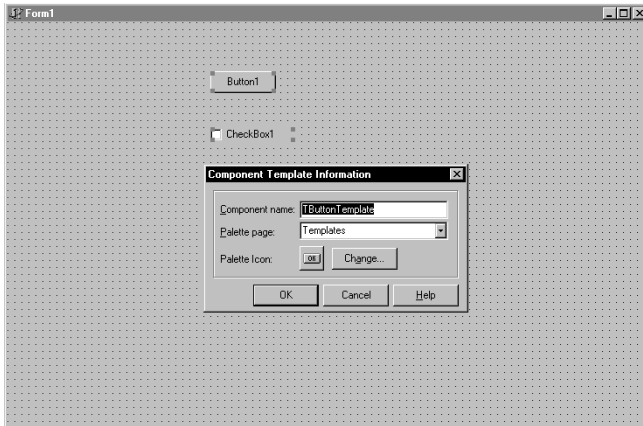 Form1
Button1
CheckBox1
Component Template Information
Component name: TButtonTemplate
Palette page: Templates
Palette Icon: OK Change...
OK Cancel Help